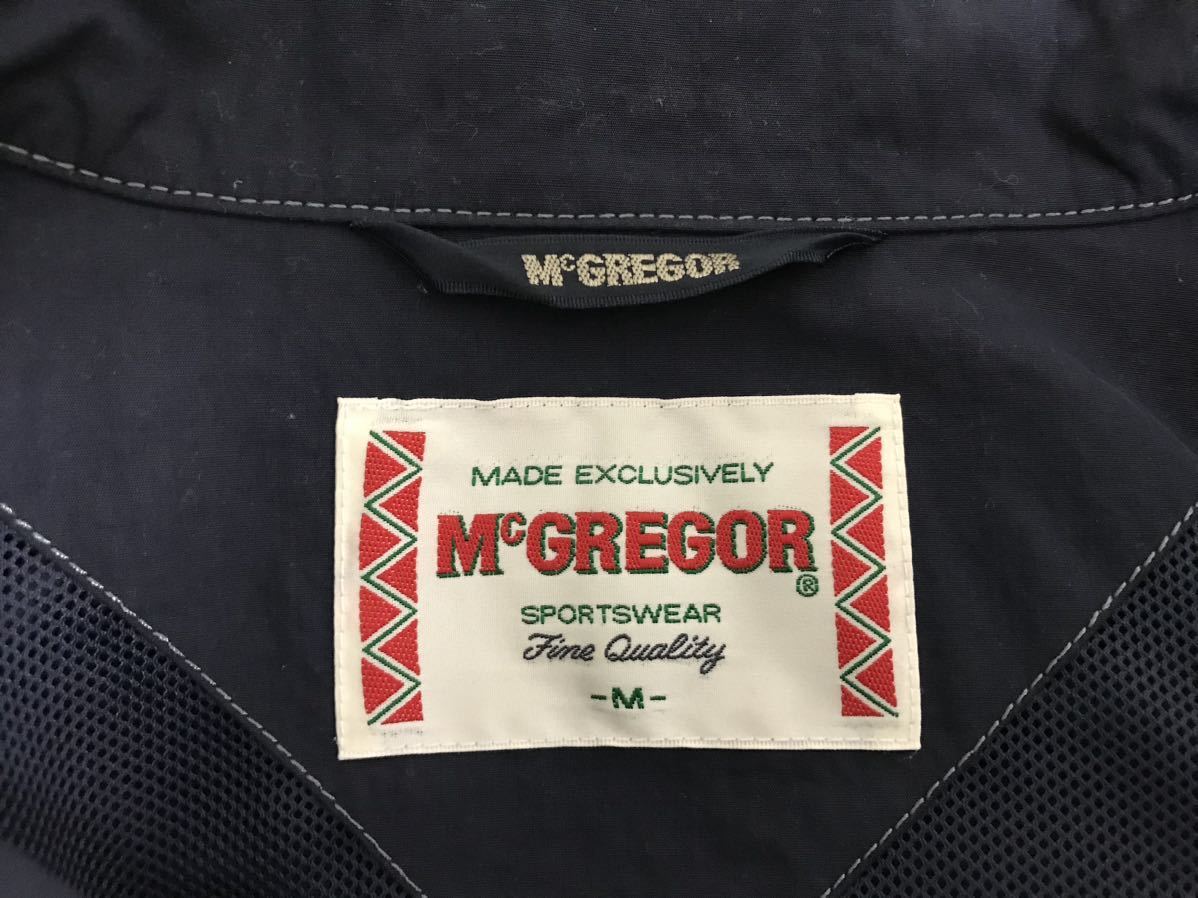 McGREGOR
MADE EXCLUSIVELY
McGREGOR®
SPORTSWEAR
Fine Quality
-M-